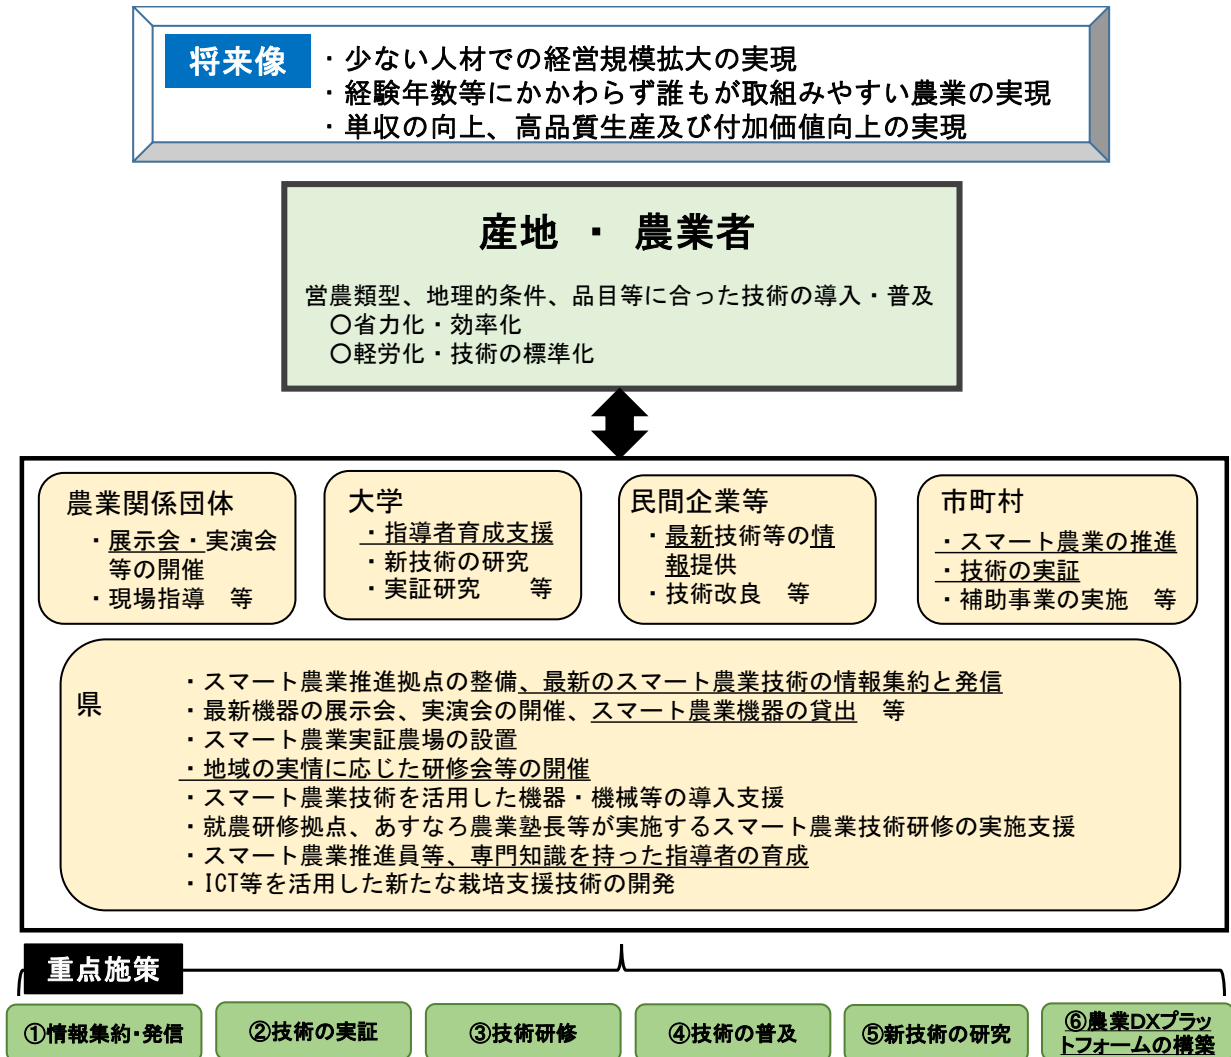 将来像
・少ない人材での経営規模拡大の実現
・経験年数等にかかわらず誰もが取組みやすい農業の実現
・単収の向上、高品質生産及び付加価値向上の実現
産地 ・ 農業者
営農類型、地理的条件、品目等に合った技術の導入・普及
○省力化・効率化
○軽労化・技術の標準化
農業関係団体
・展示会・実演会
等の開催
・現場指導 等
大学
・指導者育成支援
・新技術の研究
・実証研究 等
民間企業等
・最新技術等の情
報提供
・技術改良 等
市町村
・スマート農業の推進
・技術の実証
・補助事業の実施 等
県
・スマート農業推進拠点の整備、最新のスマート農業技術の情報集約と発信
・最新機器の展示会、実演会の開催、スマート農業機器の貸出 等
・スマート農業実証農場の設置
・地域の実情に応じた研修会等の開催
・スマート農業技術を活用した機器・機械等の導入支援
・就農研修拠点、あすなろ農業塾長等が実施するスマート農業技術研修の実施支援
・スマート農業推進員等、専門知識を持った指導者の育成
・ICT等を活用した新たな栽培支援技術の開発
重点施策
①情報集約・発信
②技術の実証
③技術研修
④技術の普及
⑤新技術の研究
⑥農業DXプラッ
トフォームの構築